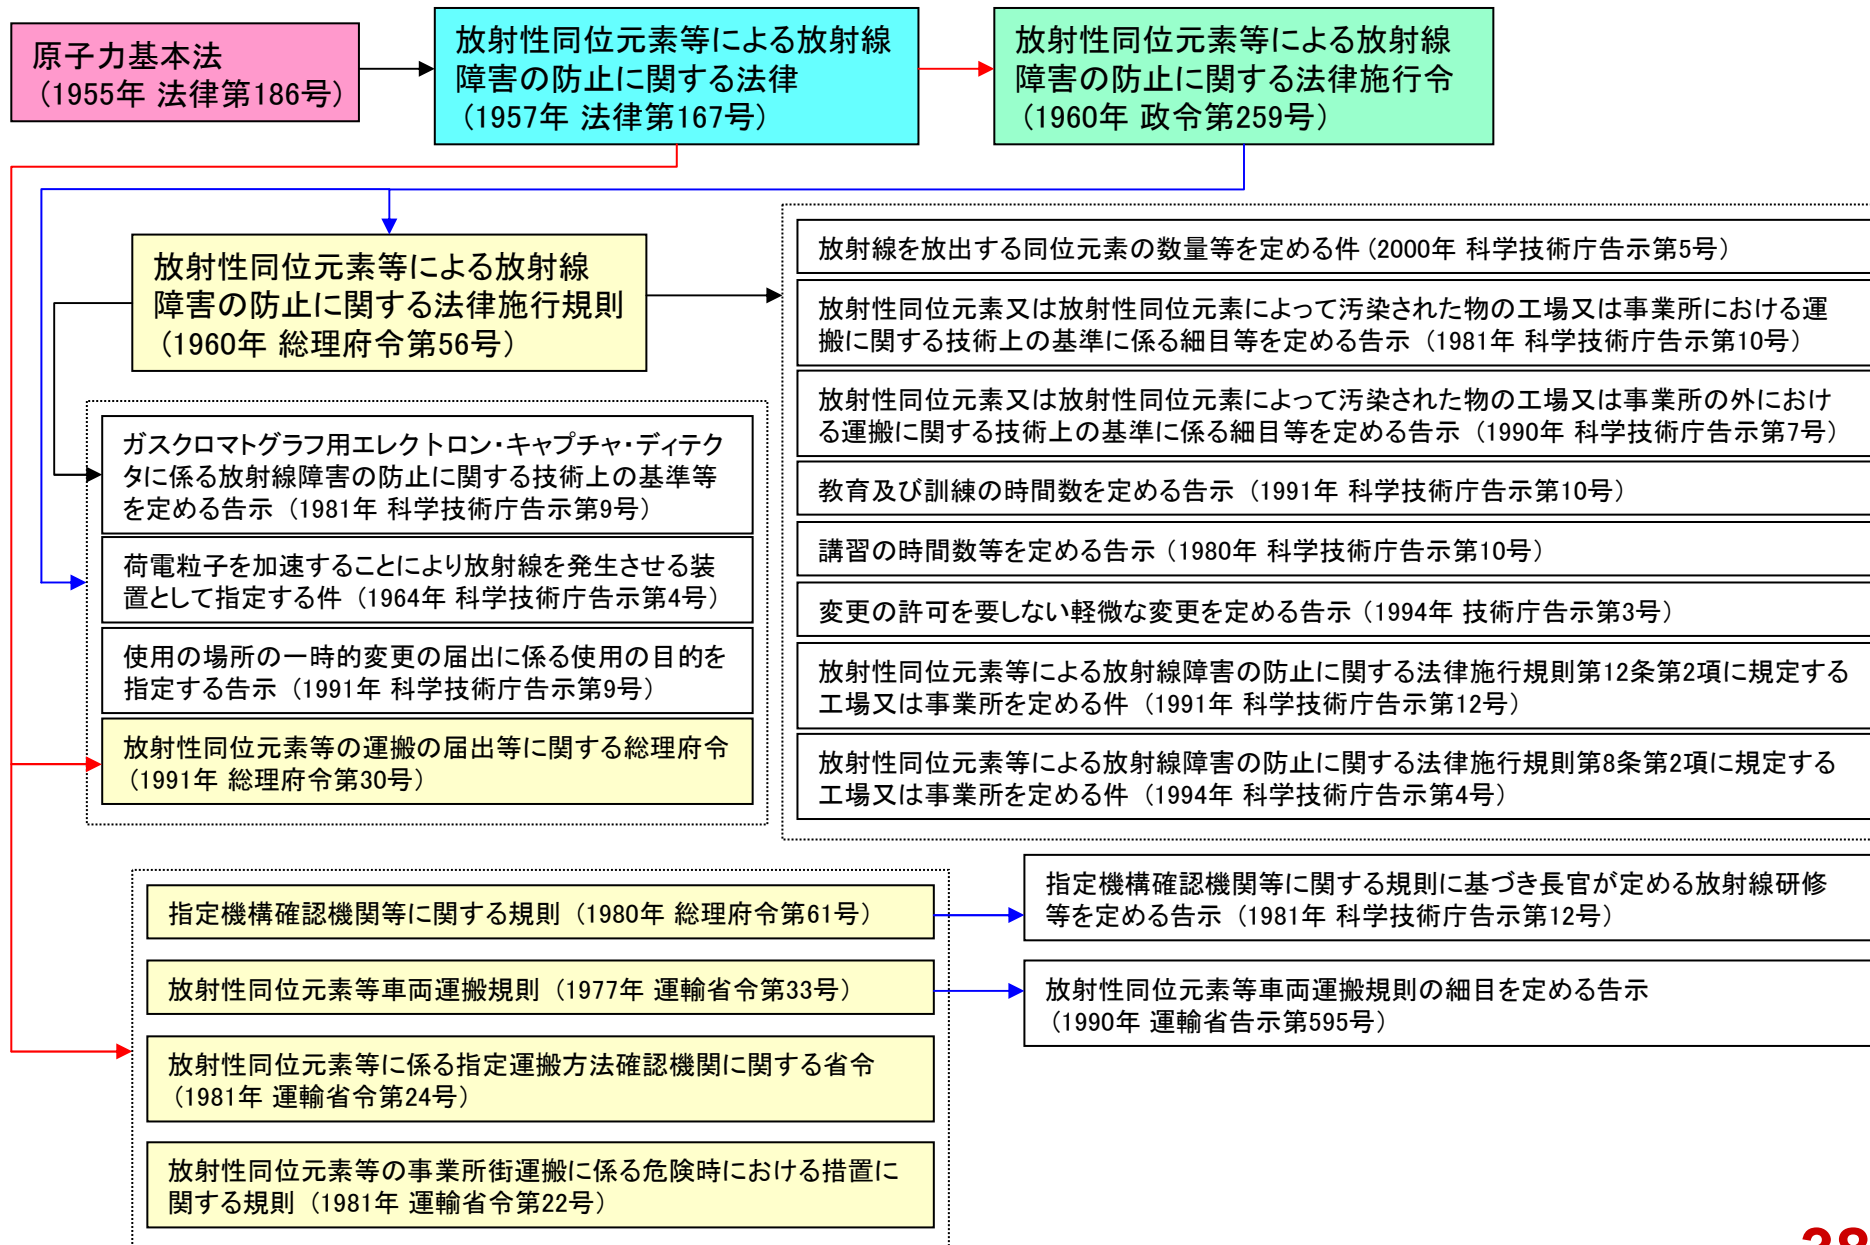 原子力基本法
（1955年 法律第186号）
放射性同位元素等による放射線
障害の防止に関する法律
（1957年 法律第167号）
放射性同位元素等による放射線
障害の防止に関する法律施行令
（1960年 政令第259号）
放射性同位元素等による放射線
障害の防止に関する法律施行規則
（1960年 総理府令第56号）
ガスクロマトグラフ用エレクトロン・キャプチャ・ディテク
タに係る放射線障害の防止に関する技術上の基準等
を定める告示（1981年 科学技術庁告示第9号）
荷電粒子を加速することにより放射線を発生させる装
置として指定する件（1964年 科学技術庁告示第4号）
使用の場所の一時的変更の届出に係る使用の目的を
指定する告示（1991年 科学技術庁告示第9号）
放射性同位元素等の運搬の届出等に関する総理府令
（1991年 総理府令第30号）
放射線を放出する同位元素の数量等を定める件（2000年 科学技術庁告示第5号）
放射性同位元素又は放射性同位元素によって汚染された物の工場又は事業所における運
搬に関する技術上の基準に係る細目等を定める告示（1981年 科学技術庁告示第10号）
放射性同位元素又は放射性同位元素によって汚染された物の工場又は事業所の外におけ
る運搬に関する技術上の基準に係る細目等を定める告示（1990年 科学技術庁告示第7号）
教育及び訓練の時間数を定める告示（1991年 科学技術庁告示第10号）
講習の時間数等を定める告示（1980年 科学技術庁告示第10号）
変更の許可を要しない軽微な変更を定める告示（1994年 技術庁告示第3号）
放射性同位元素等による放射線障害の防止に関する法律施行規則第12条第2項に規定する
工場又は事業所を定める件（1991年 科学技術庁告示第12号）
放射性同位元素等による放射線障害の防止に関する法律施行規則第8条第2項に規定する
工場又は事業所を定める件（1994年 科学技術庁告示第4号）
指定機構確認機関等に関する規則（1980年 総理府令第61号）
放射性同位元素等車両運搬規則（1977年 運輸省令第33号）
放射性同位元素等に係る指定運搬方法確認機関に関する省令
（1981年 運輸省令第24号）
放射性同位元素等の事業所街運搬に係る危険時における措置に
関する規則（1981年 運輸省令第22号）
指定機構確認機関等に関する規則に基づき長官が定める放射線研修
等を定める告示（1981年 科学技術庁告示第12号）
放射性同位元素等車両運搬規則の細目を定める告示
（1990年 運輸省告示第595号）